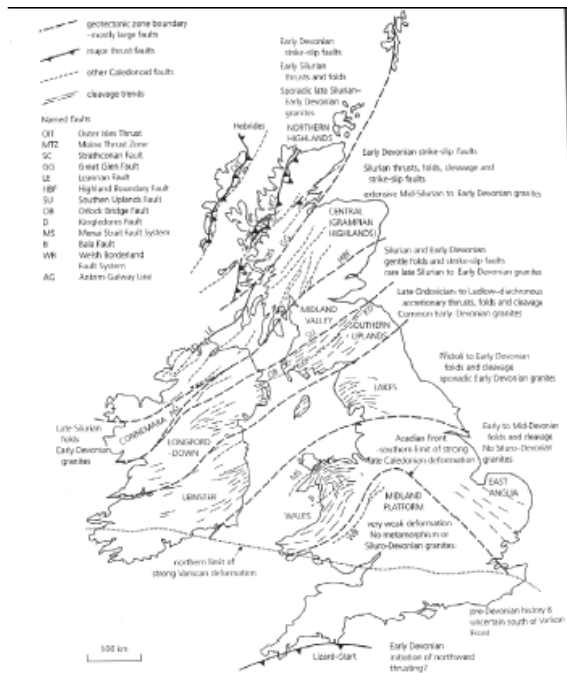 geotectonic zone boundary
–mostly large faults
major thrust faults
other Caledonoid faults
cleavage trends
Named faults
OIT Outer Isles Thrust
MTZ Moine Thrust Zone
SC Strathconan Fault
GG Great Glen Fault
LE Leannan Fault
HBF Highland Boundary Fault
SU Southern Uplands Fault
OB Orlock Bridge Fault
D Kingledores Fault
MS Menai Strait Fault System
B Bala Fault
WB Welsh Borderland
Fault System
AG Antrim-Galway Line
Early Devonian
strike-slip faults
Early Silurian
thrusts and folds
Sporadic late Silurian–
Early Devonian
granites
Hebrides
NORTHERN
HIGHLANDS
Early Devonian strike-slip faults
Silurian thrusts, folds, cleavage and
strike-slip faults
extensive Mid-Silurian to Early Devonian granites
CENTRAL
(GRAMPIAN
HIGHLANDS)
HBF
Silurian and Early Devonian
gentle folds and strike-slip faults
rare late Silurian to Early Devonian granites
Late Ordovician to Ludlow–diachronous
accretionary thrusts, folds and cleavage
Common Early Devonian granites
MIDLAND
VALLEY
SOUTHERN
UPLANDS
SU
OB
Přídolí to Early Devonian
folds and cleavage
sporadic Early Devonian granites
LAKES
Late Silurian
folds
Early Devonian
granites
CONNEMARA
LONGFORD
–DOWN
LEINSTER
Acadian front
–southern limit of strong
late Caledonian deformation
Early to Mid-Devonian
folds and cleavage
No Siluro-Devonian
granites
EAST
ANGLIA
MS
B
WALES
WB
MIDLAND
PLATFORM
very weak deformation
No metamorphism or
Siluro-Devonian granites
northern limit of
strong Variscan deformation
pre-Devonian history is
uncertain south of Variscan
Front
100 km
Lizard–Start
Early Devonian
initiation of northward
thrusting?